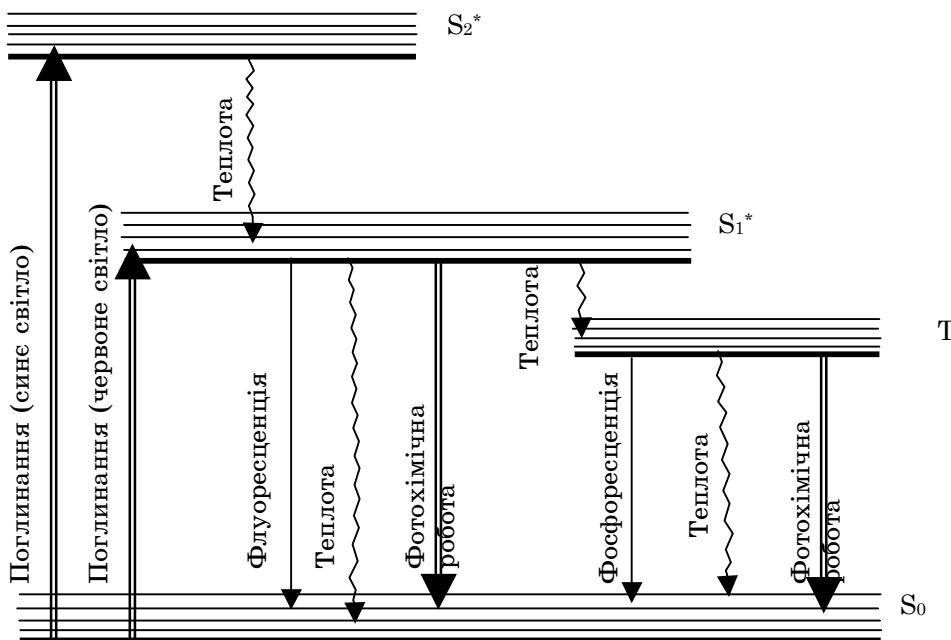 S2*
Теплота
S1*
Поглинання (синє світло)
Поглинання (червоне світло)
Теплота
T
Флуоресценція
Теплота
Фотохімічна
робота
Фосфоресценція
Теплота
Фотохімічна
робота
S0